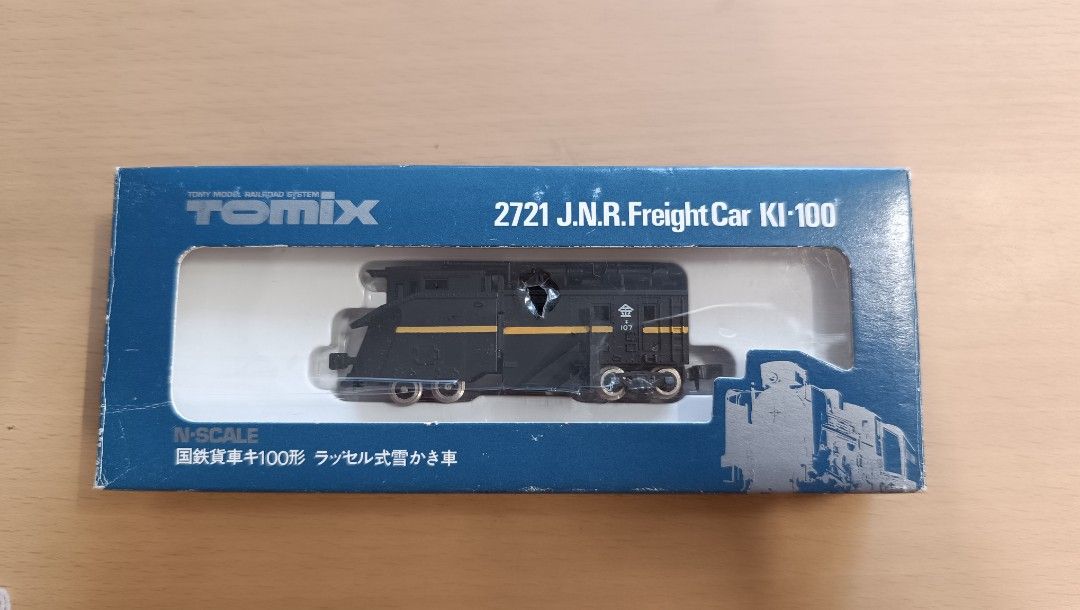 TOMY MODEL RAILROAD SYSTEM
TOMIX
2721 J.N.R. Freight Car KI-100
金
キ
107
N-SCALE
国鉄貨車キ100形 ラッセル式雪かき車